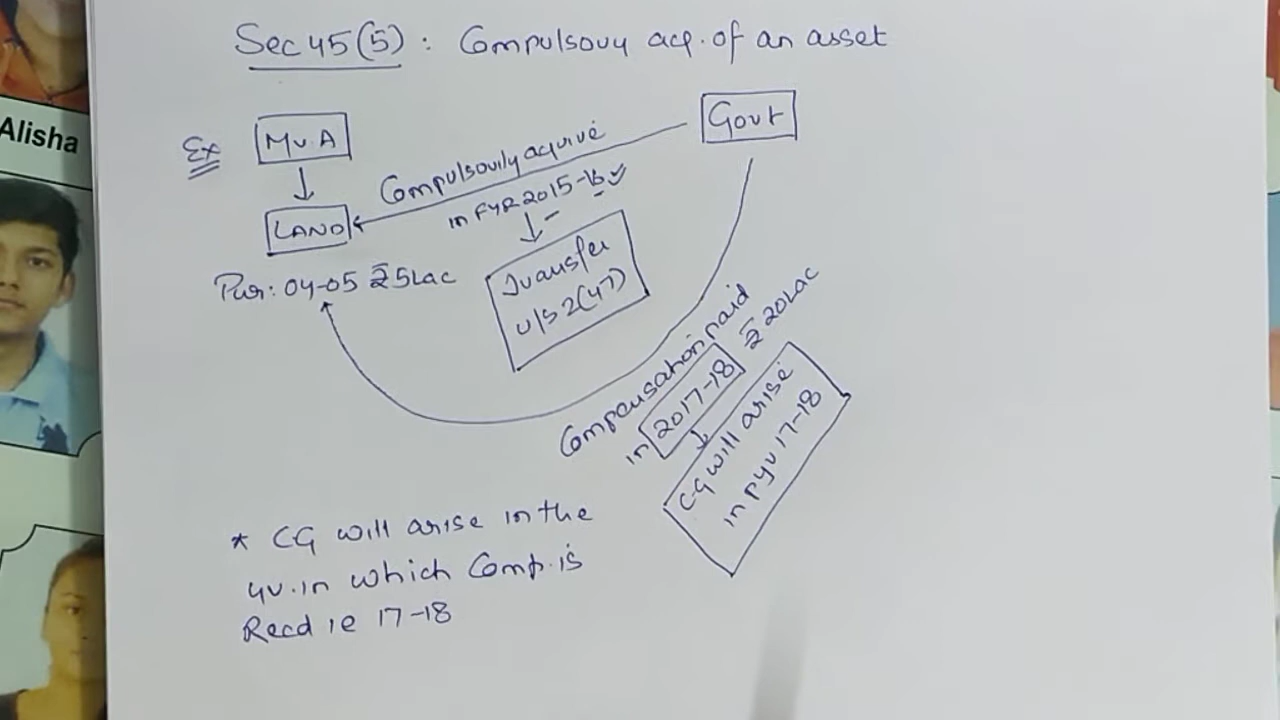 Sec 45(5) : Compulsory acq. of an asset
Alisha
Ex
Mr. A
Govt
LAND
Compulsorily acquire
in FYR 2015-16
Transfer
u/s 2(47)
Pur: 04-05 5Lac
Compensation paid
in 2017-18 20Lac
CG will arise
in pyr 17-18
* CG will arise in the
yr. in which Comp. is
Recd ie 17-18